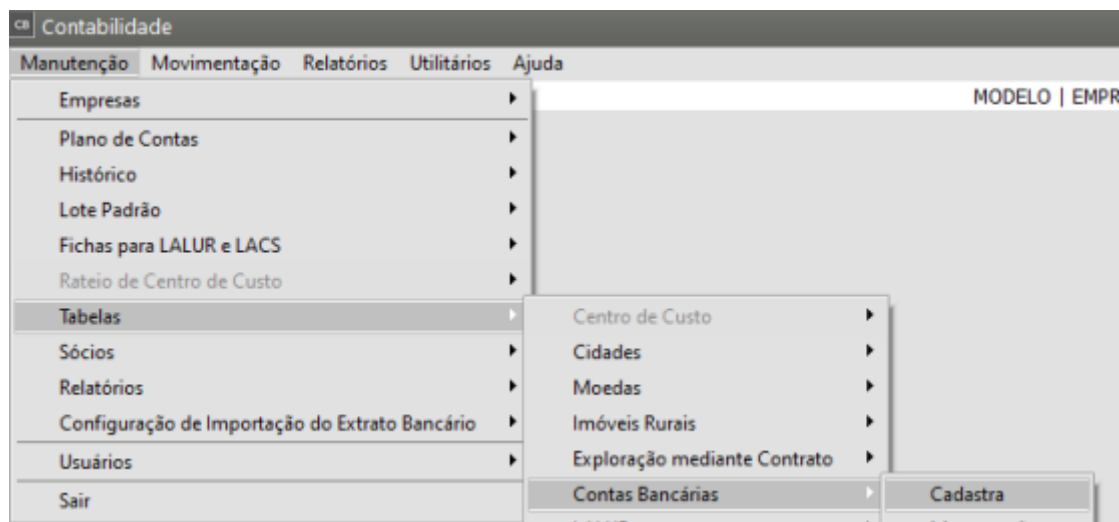 CB Contabilidade
Manutenção Movimentação Relatórios Utilitários Ajuda
MODELO | EMPR
Empresas
Plano de Contas
Histórico
Lote Padrão
Fichas para LALUR e LACS
Rateio de Centro de Custo
Tabelas
Sócios
Relatórios
Configuração de Importação do Extrato Bancário
Usuários
Sair
Centro de Custo
Cidades
Moedas
Imóveis Rurais
Exploração mediante Contrato
Contas Bancárias
Cadastra